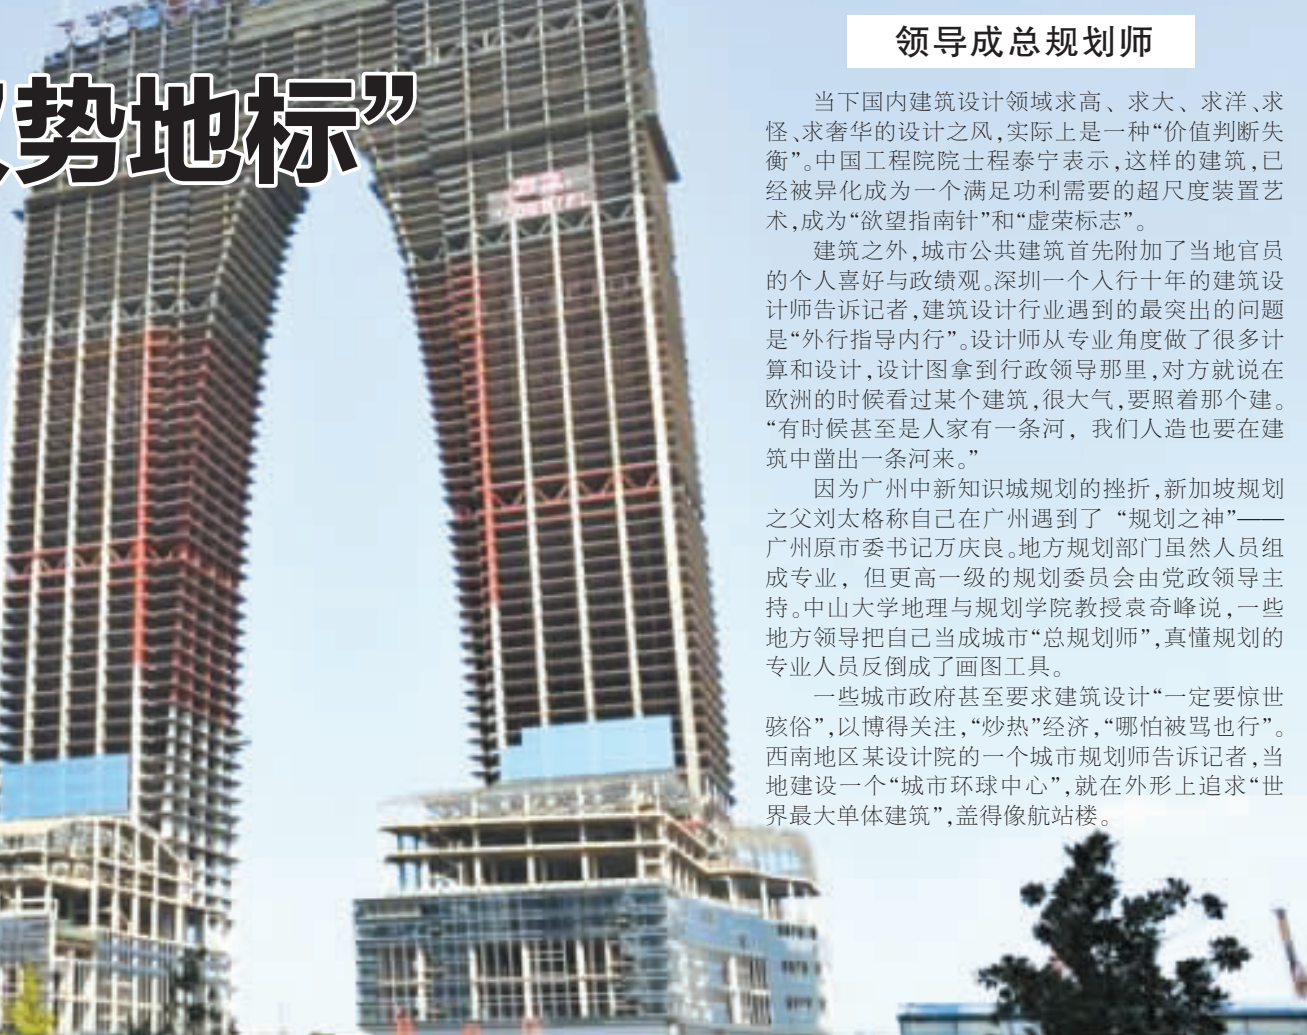 势地标”
领导成总规划师
当下国内建筑设计领域求高、求大、求洋、求
怪、求奢华的设计之风,实际上是一种“价值判断失
衡”。中国工程院院士程泰宁表示,这样的建筑,已
经被异化成为一个满足功利需要的超尺度装置艺
术,成为“欲望指南针”和“虚荣标志”。
建筑之外,城市公共建筑首先附加了当地官员
的个人喜好与政绩观。深圳一个入行十年的建筑设
计师告诉记者,建筑设计行业遇到的最突出的问题
是“外行指导内行”。设计师从专业角度做了很多计
算和设计,设计图拿到行政领导那里,对方就说在
欧洲的时候看过某个建筑,很大气,要照着那个建。
“有时候甚至是人家有一条河，我们人造也要在建
筑中凿出一条河来。”
因为广州中新知识城规划的挫折,新加坡规划
之父刘太格称自己在广州遇到了“规划之神”——
广州原市委书记万庆良。地方规划部门虽然人员组
成专业，但更高一级的规划委员会由党政领导主
持。中山大学地理与规划学院教授袁奇峰说,一些
地方领导把自己当成城市“总规划师”,真懂规划的
专业人员反倒成了画图工具。
一些城市政府甚至要求建筑设计“一定要惊世
骇俗”,以博得关注,“炒热”经济,“哪怕被骂也行”。
西南地区某设计院的一个城市规划师告诉记者,当
地建设一个“城市环球中心”,就在外形上追求“世
界最大单体建筑”,盖得像航站楼。